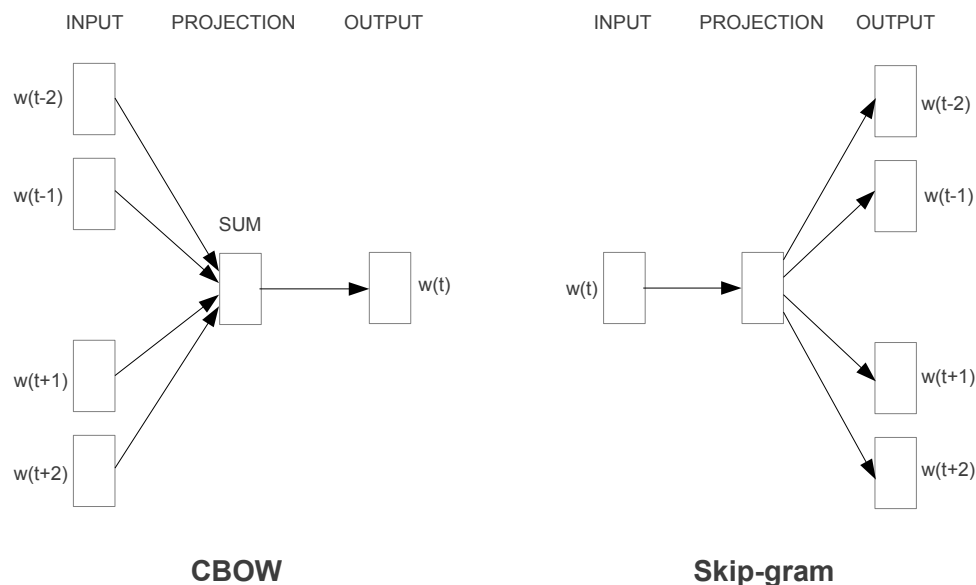 INPUT PROJECTION OUTPUT
w(t-2)
w(t-1)
SUM
w(t)
w(t+1)
w(t+2)
CBOW
INPUT PROJECTION OUTPUT
w(t-2)
w(t-1)
w(t)
w(t+1)
w(t+2)
Skip-gram